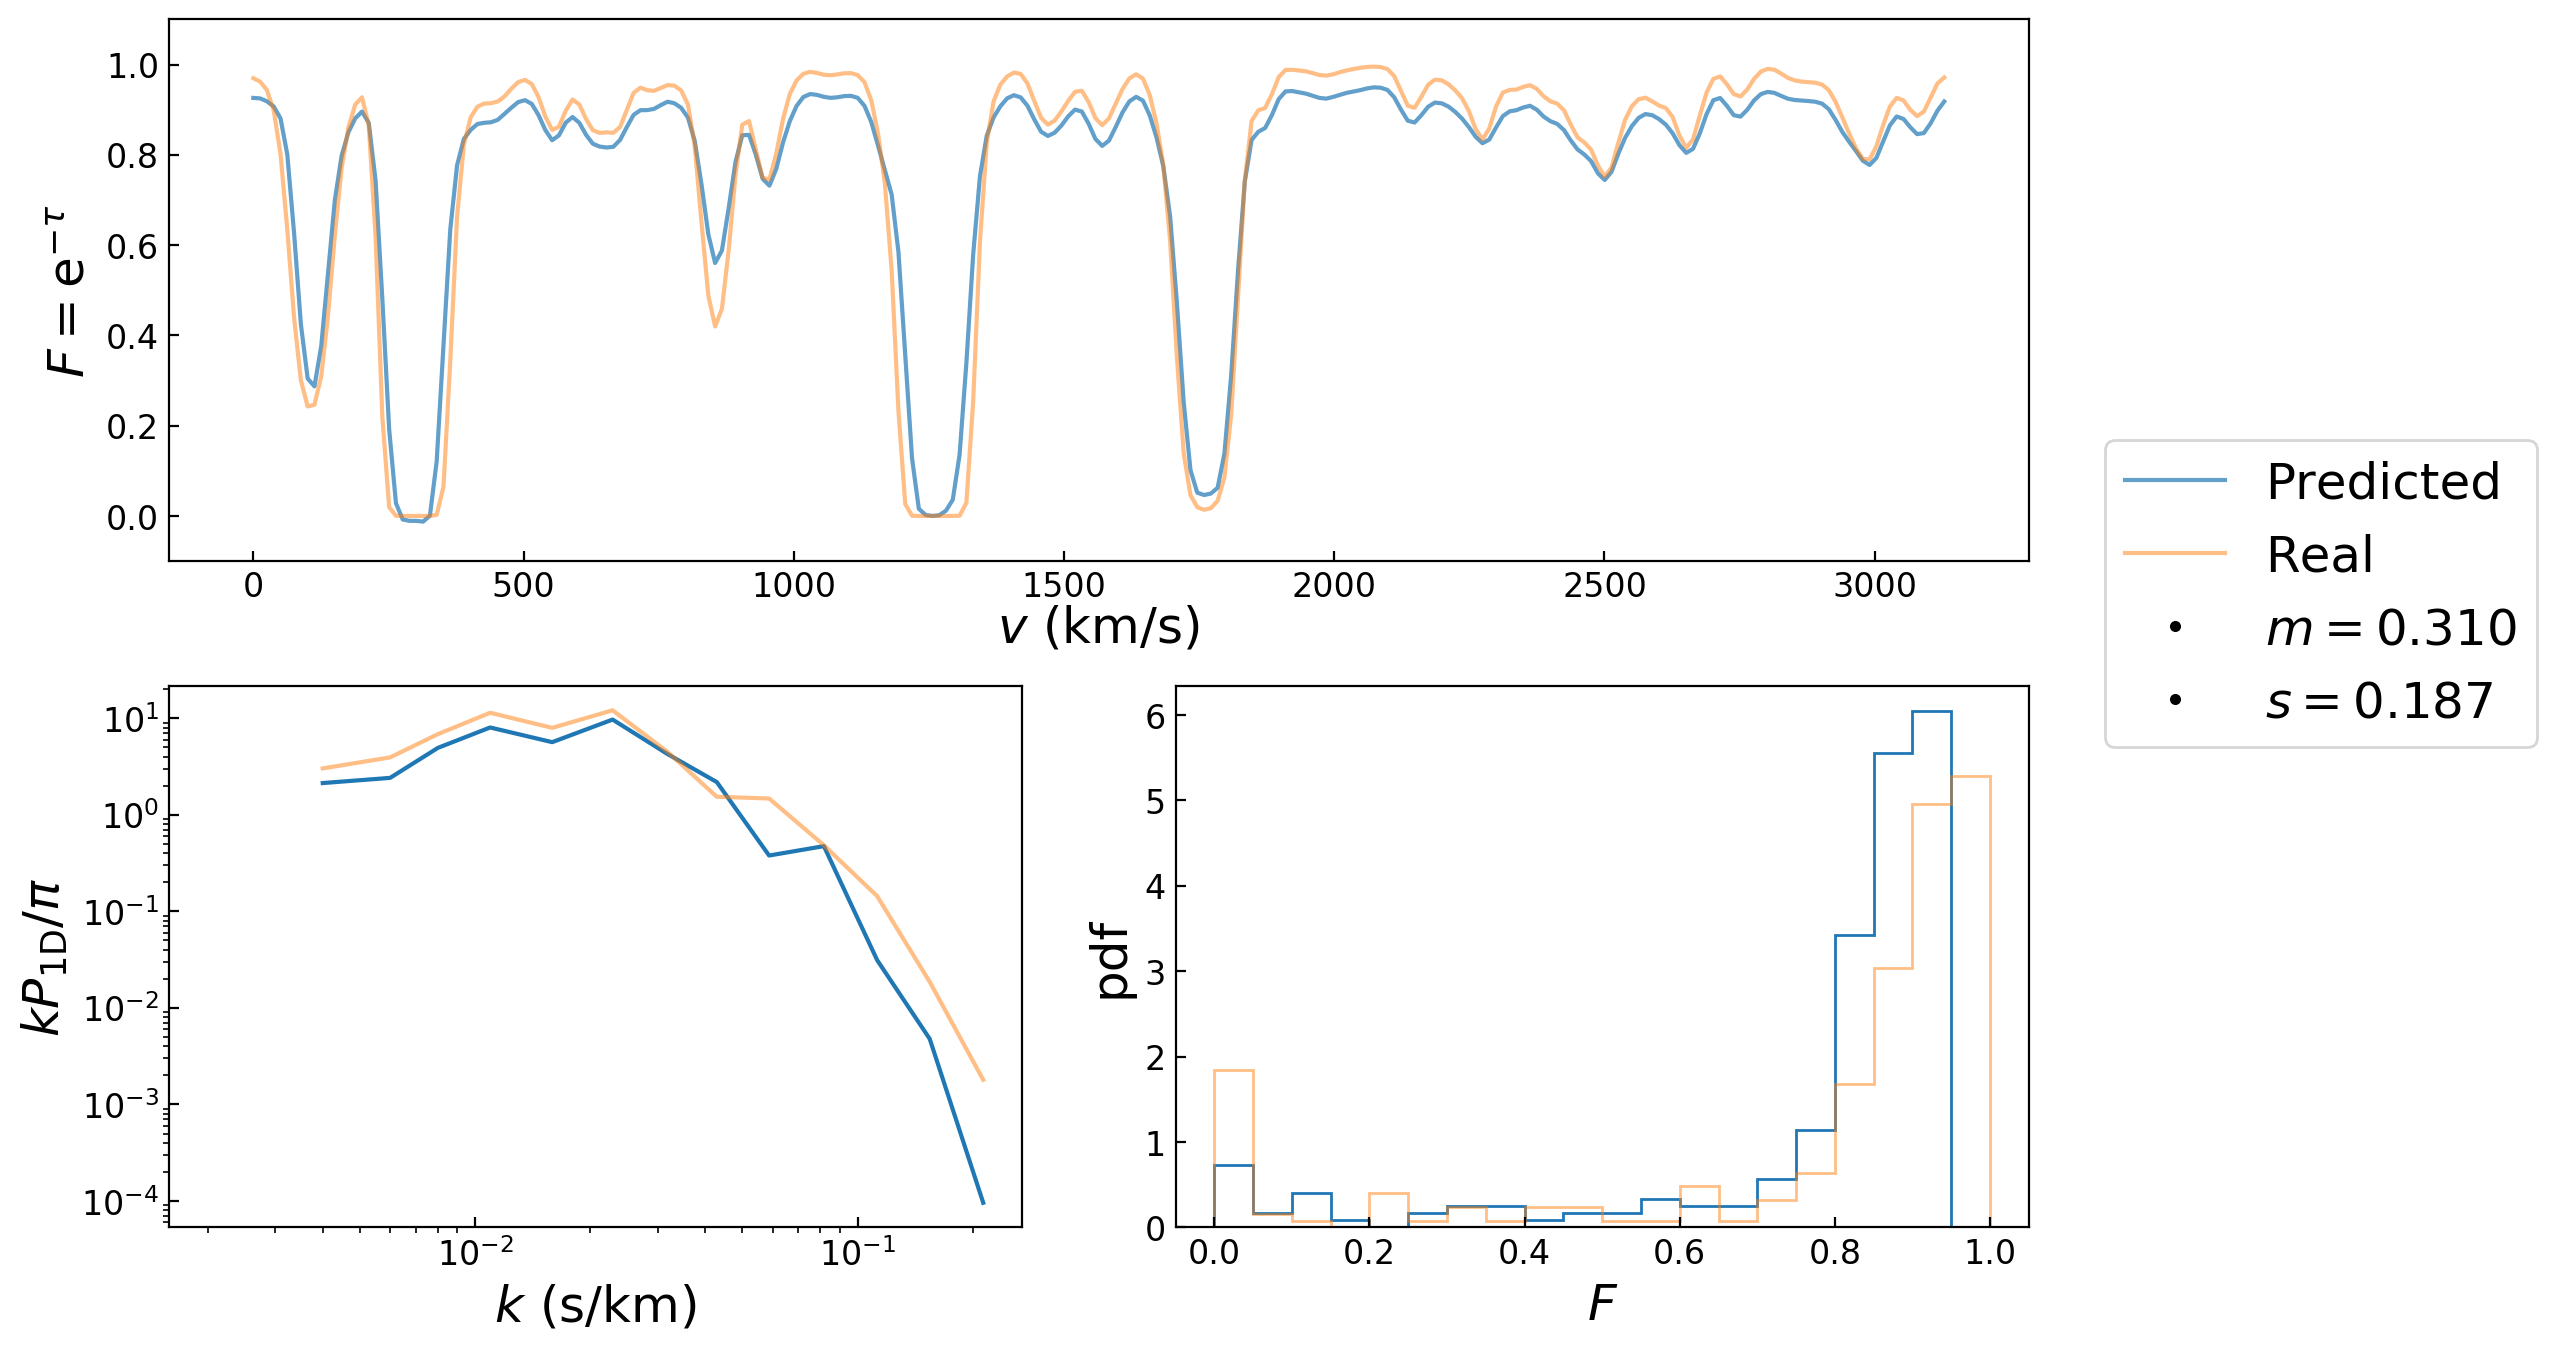 F = e^{-τ}
1.0
0.8
0.6
0.4
0.2
0.0
0 500 1000 1500 2000 2500 3000
v (km/s)
Predicted
Real
m = 0.310
s = 0.187
kP_{1D}/π
10^1
10^0
10^{-1}
10^{-2}
10^{-3}
10^{-4}
10^{-2} 10^{-1}
k (s/km)
pdf
6
5
4
3
2
1
0
0.0 0.2 0.4 0.6 0.8 1.0
F